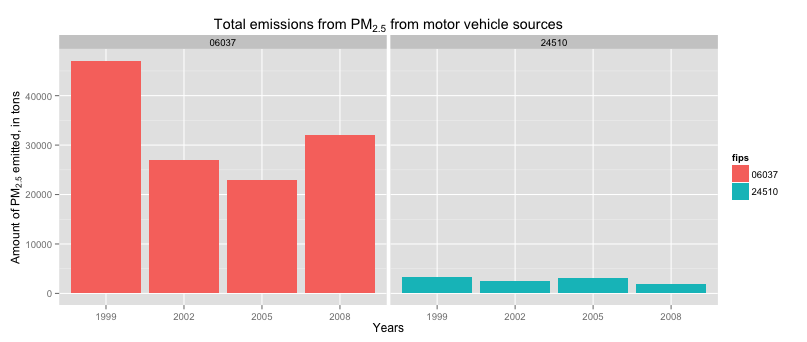 Total emissions from PM2.5 from motor vehicle sources
06037
24510
Amount of PM2.5 emitted, in tons
40000
30000
20000
10000
0
1999 2002 2005 2008
1999 2002 2005 2008
Years
fips
06037
24510